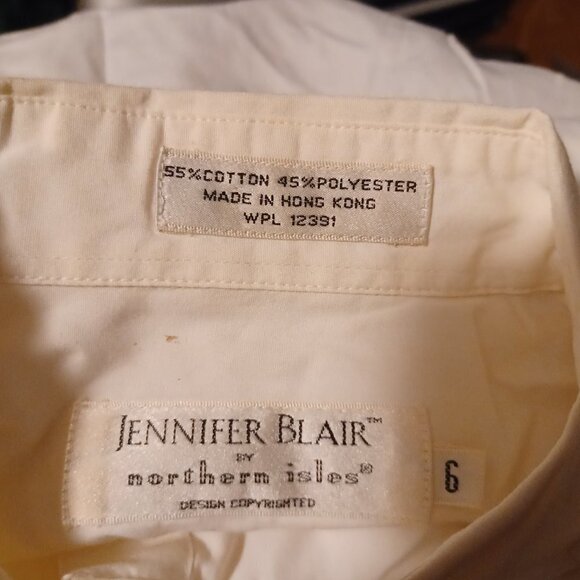 55%COTTON 45%POLYESTER
MADE IN HONG KONG
WPL 12391
JENNIFER BLAIR™
BY
northern isles®
DESIGN COPYRIGHTED
6